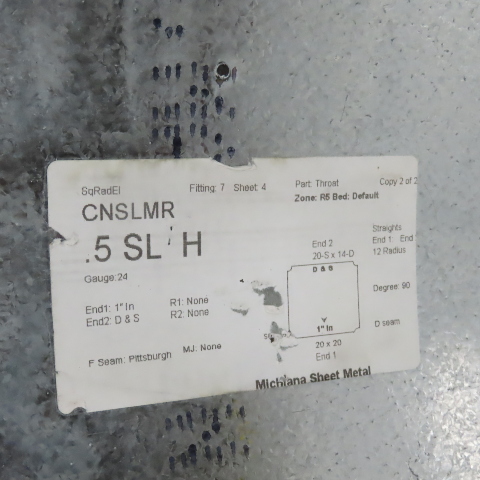 SqRadEl Fitting: 7 Sheet: 4 Part: Throat Copy 2 of 2
Zone: R5 Bed: Default
CNSLMR
.5 SL H
Straights
End 1: End
12 Radius
End 2
20-S x 14-D
D & S
Gauge: 24
Degree: 90
End1: 1" In R1: None
End2: D & S R2: None
1" In
D seam
20 x 20
End 1
F Seam: Pittsburgh MJ: None
Michiana Sheet Metal